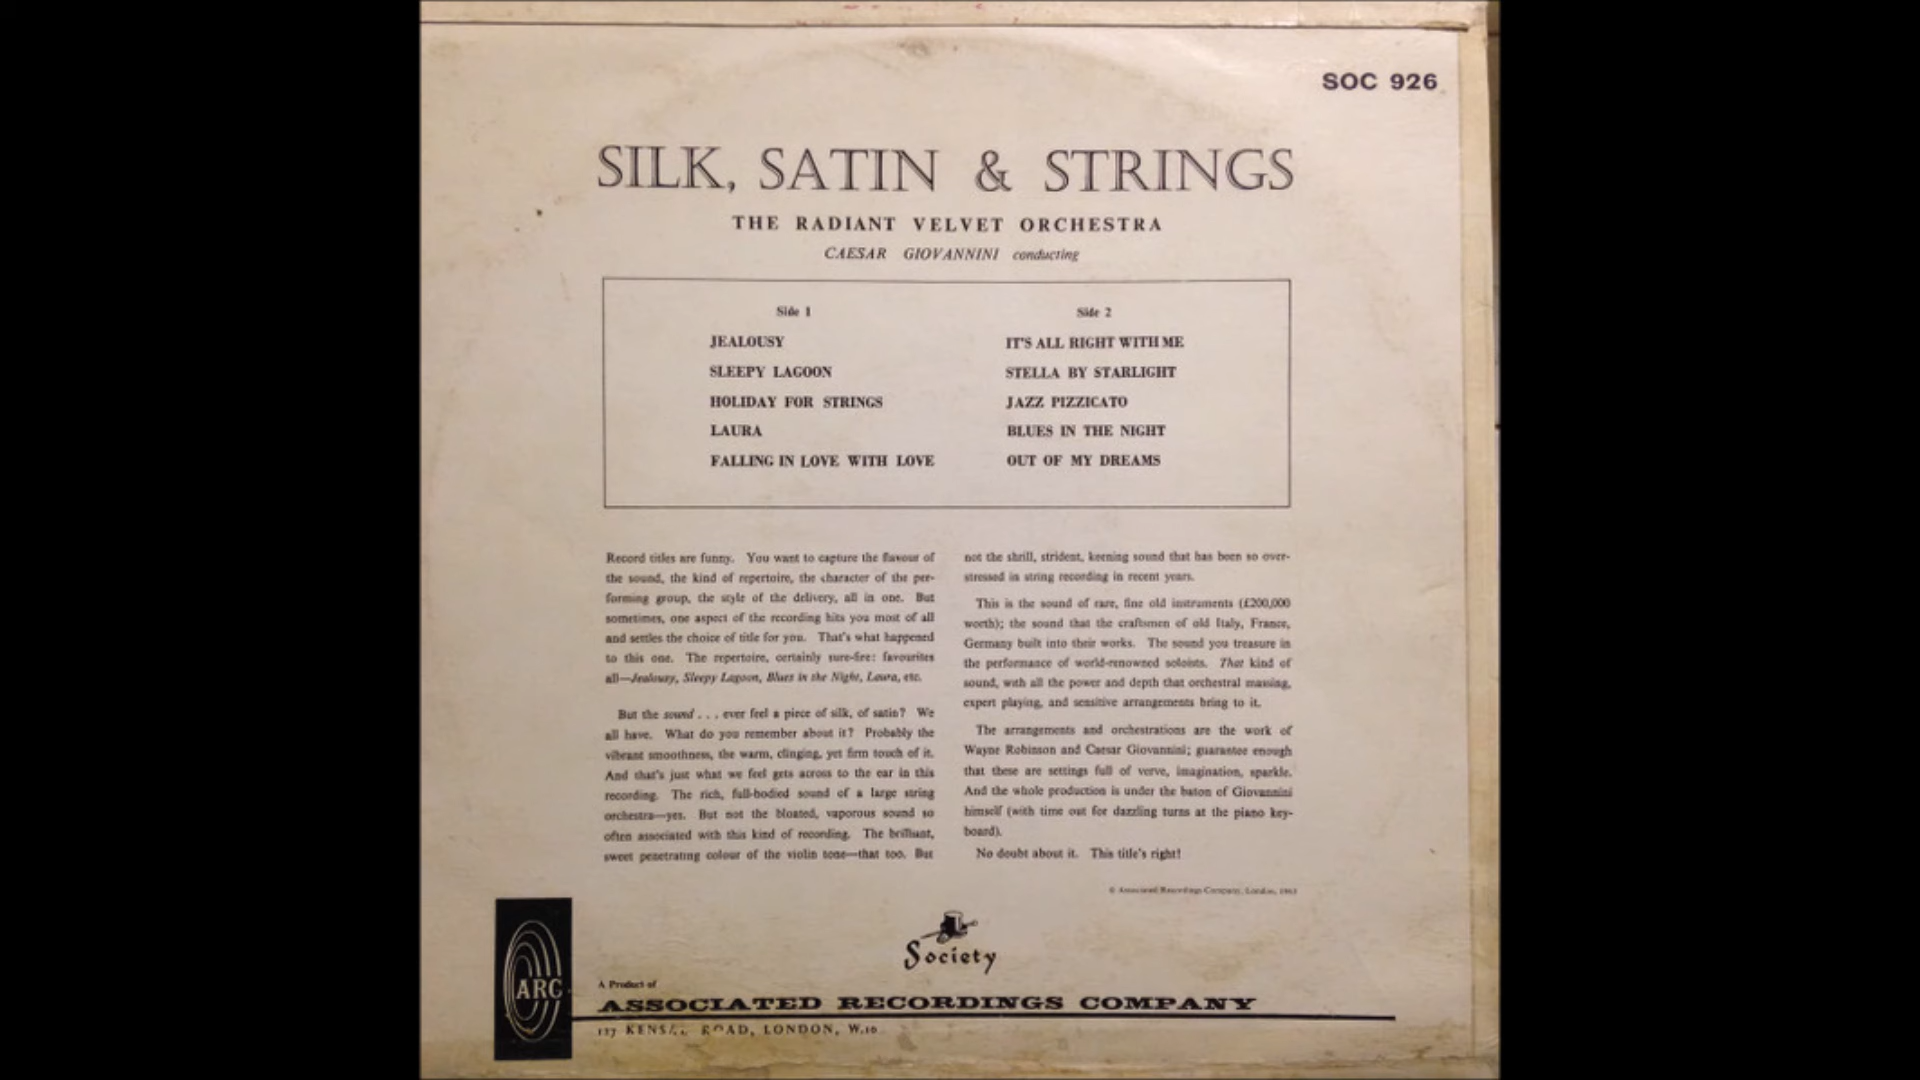 SOC 926
SILK, SATIN & STRINGS
THE RADIANT VELVET ORCHESTRA
CAESAR GIOVANNINI conducting
Side 1
JEALOUSY
SLEEPY LAGOON
HOLIDAY FOR STRINGS
LAURA
FALLING IN LOVE WITH LOVE
Side 2
IT'S ALL RIGHT WITH ME
STELLA BY STARLIGHT
JAZZ PIZZICATO
BLUES IN THE NIGHT
OUT OF MY DREAMS
Record titles are funny. You want to capture the flavour of
the sound, the kind of repertoire, the character of the per-
forming group, the style of the delivery, all in one. But
sometimes, one aspect of the recording hits you most of all
and settles the choice of title for you. That's what happened
to this one. The repertoire, certainly sure-fire: favourites
all—Jealousy, Sleepy Lagoon, Blues in the Night, Laura, etc.
But the sound . . . ever feel a piece of silk, of satin? We
all have. What do you remember about it? Probably the
vibrant smoothness, the warm, clinging, yet firm touch of it.
And that's just what we feel gets across to the ear in this
recording. The rich, full-bodied sound of a large string
orchestra—yes. But not the bloated, vaporous sound so
often associated with this kind of recording. The brilliant,
sweet penetrating colour of the violin tone—that too. But
not the shrill, strident, keening sound that has been so over-
stressed in string recording in recent years.
This is the sound of rare, fine old instruments (£200,000
worth); the sound that the craftsmen of old Italy, France,
Germany built into their works. The sound you treasure in
the performance of world-renowned soloists. That kind of
sound, with all the power and depth that orchestral massing,
expert playing, and sensitive arrangements bring to it.
The arrangements and orchestrations are the work of
Wayne Robinson and Caesar Giovannini; guarantee enough
that these are settings full of verve, imagination, sparkle.
And the whole production is under the baton of Giovannini
himself (with time out for dazzling turns at the piano key-
board).
No doubt about it. This title's right!
© Associated Recordings Company, London,
Society
ARC
A Product of
ASSOCIATED RECORDINGS COMPANY
ROAD, LONDON, W.10